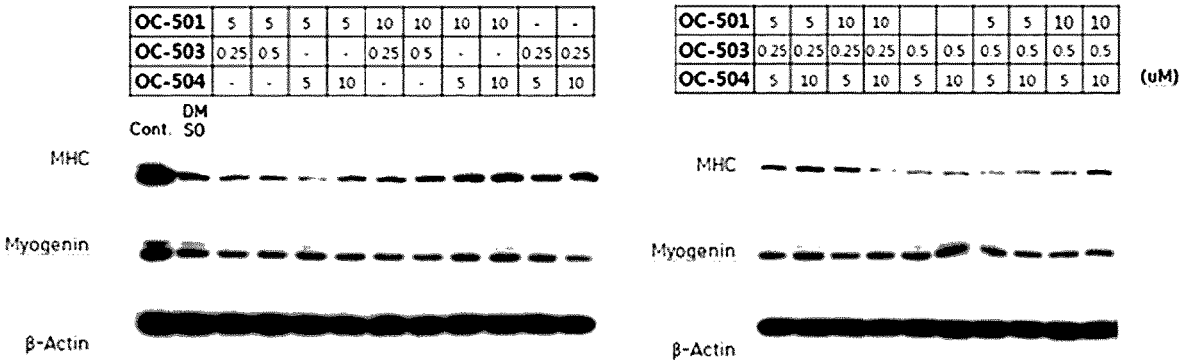 OC-501 5 5 5 5 10 10 10 10 - -
OC-503 0.25 0.5 - - 0.25 0.5 - - 0.25 0.25
OC-504 - - 5 10 - - 5 10 5 10
Cont. DM SO
MHC
Myogenin
β-Actin
OC-501 5 5 10 10 5 5 10 10
OC-503 0.25 0.25 0.25 0.25 0.5 0.5 0.5 0.5 0.5 0.5
OC-504 5 10 5 10 5 10 5 10 5 10 (uM)
MHC
Myogenin
β-Actin